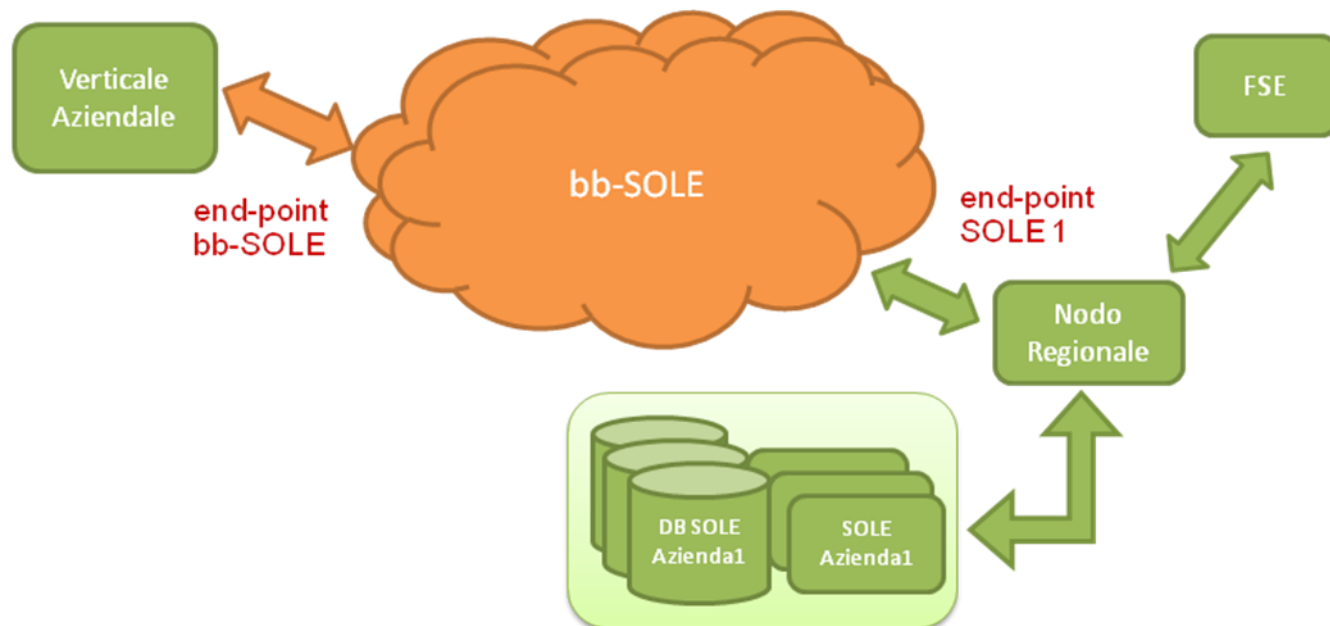 Verticale
Aziendale
FSE
bb-SOLE
end-point
bb-SOLE
end-point
SOLE 1
Nodo
Regionale
DB SOLE
Azienda1
SOLE
Azienda1